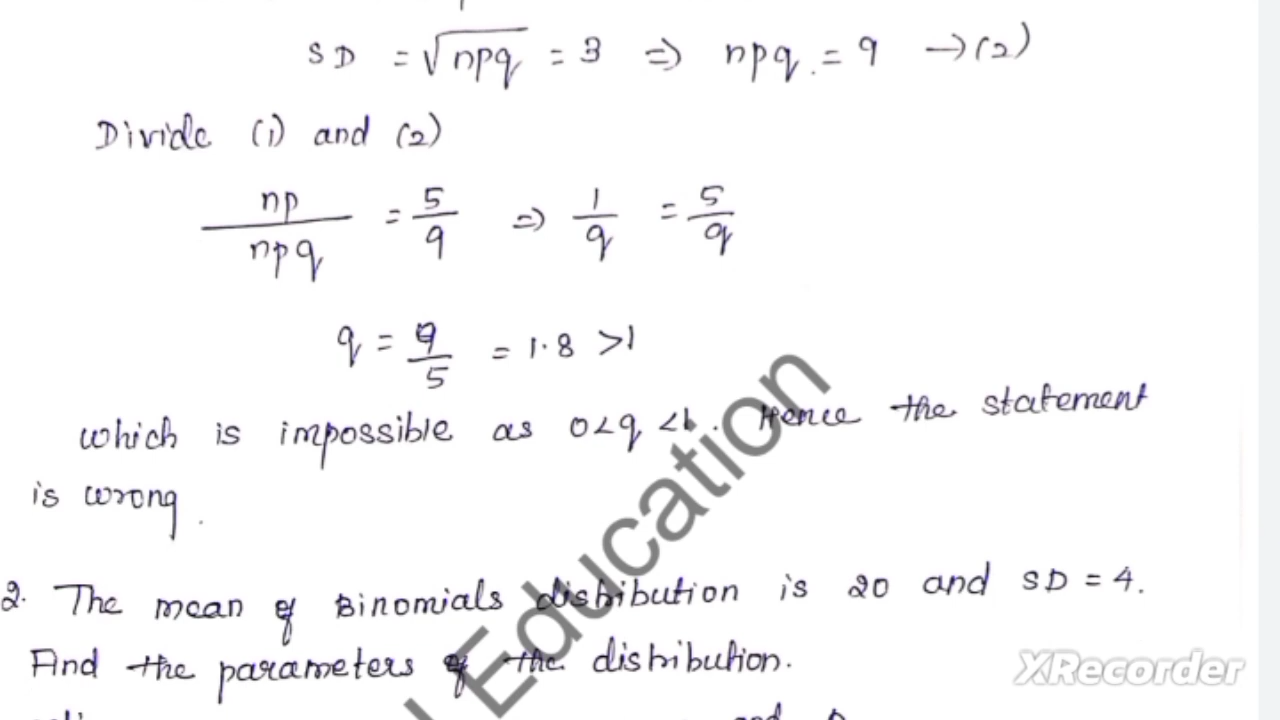 SD = √npq = 3 ⇒ npq = 9 → (2)
Divide (1) and (2)
np/npq = 5/9 ⇒ 1/q = 5/9
q = 9/5 = 1.8 >1
which is impossible as 0<q<1. Hence the statement
is wrong.
2. The mean of Binomials distribution is 20 and SD = 4.
Find the parameters of the distribution.
Education
XRecorder
and